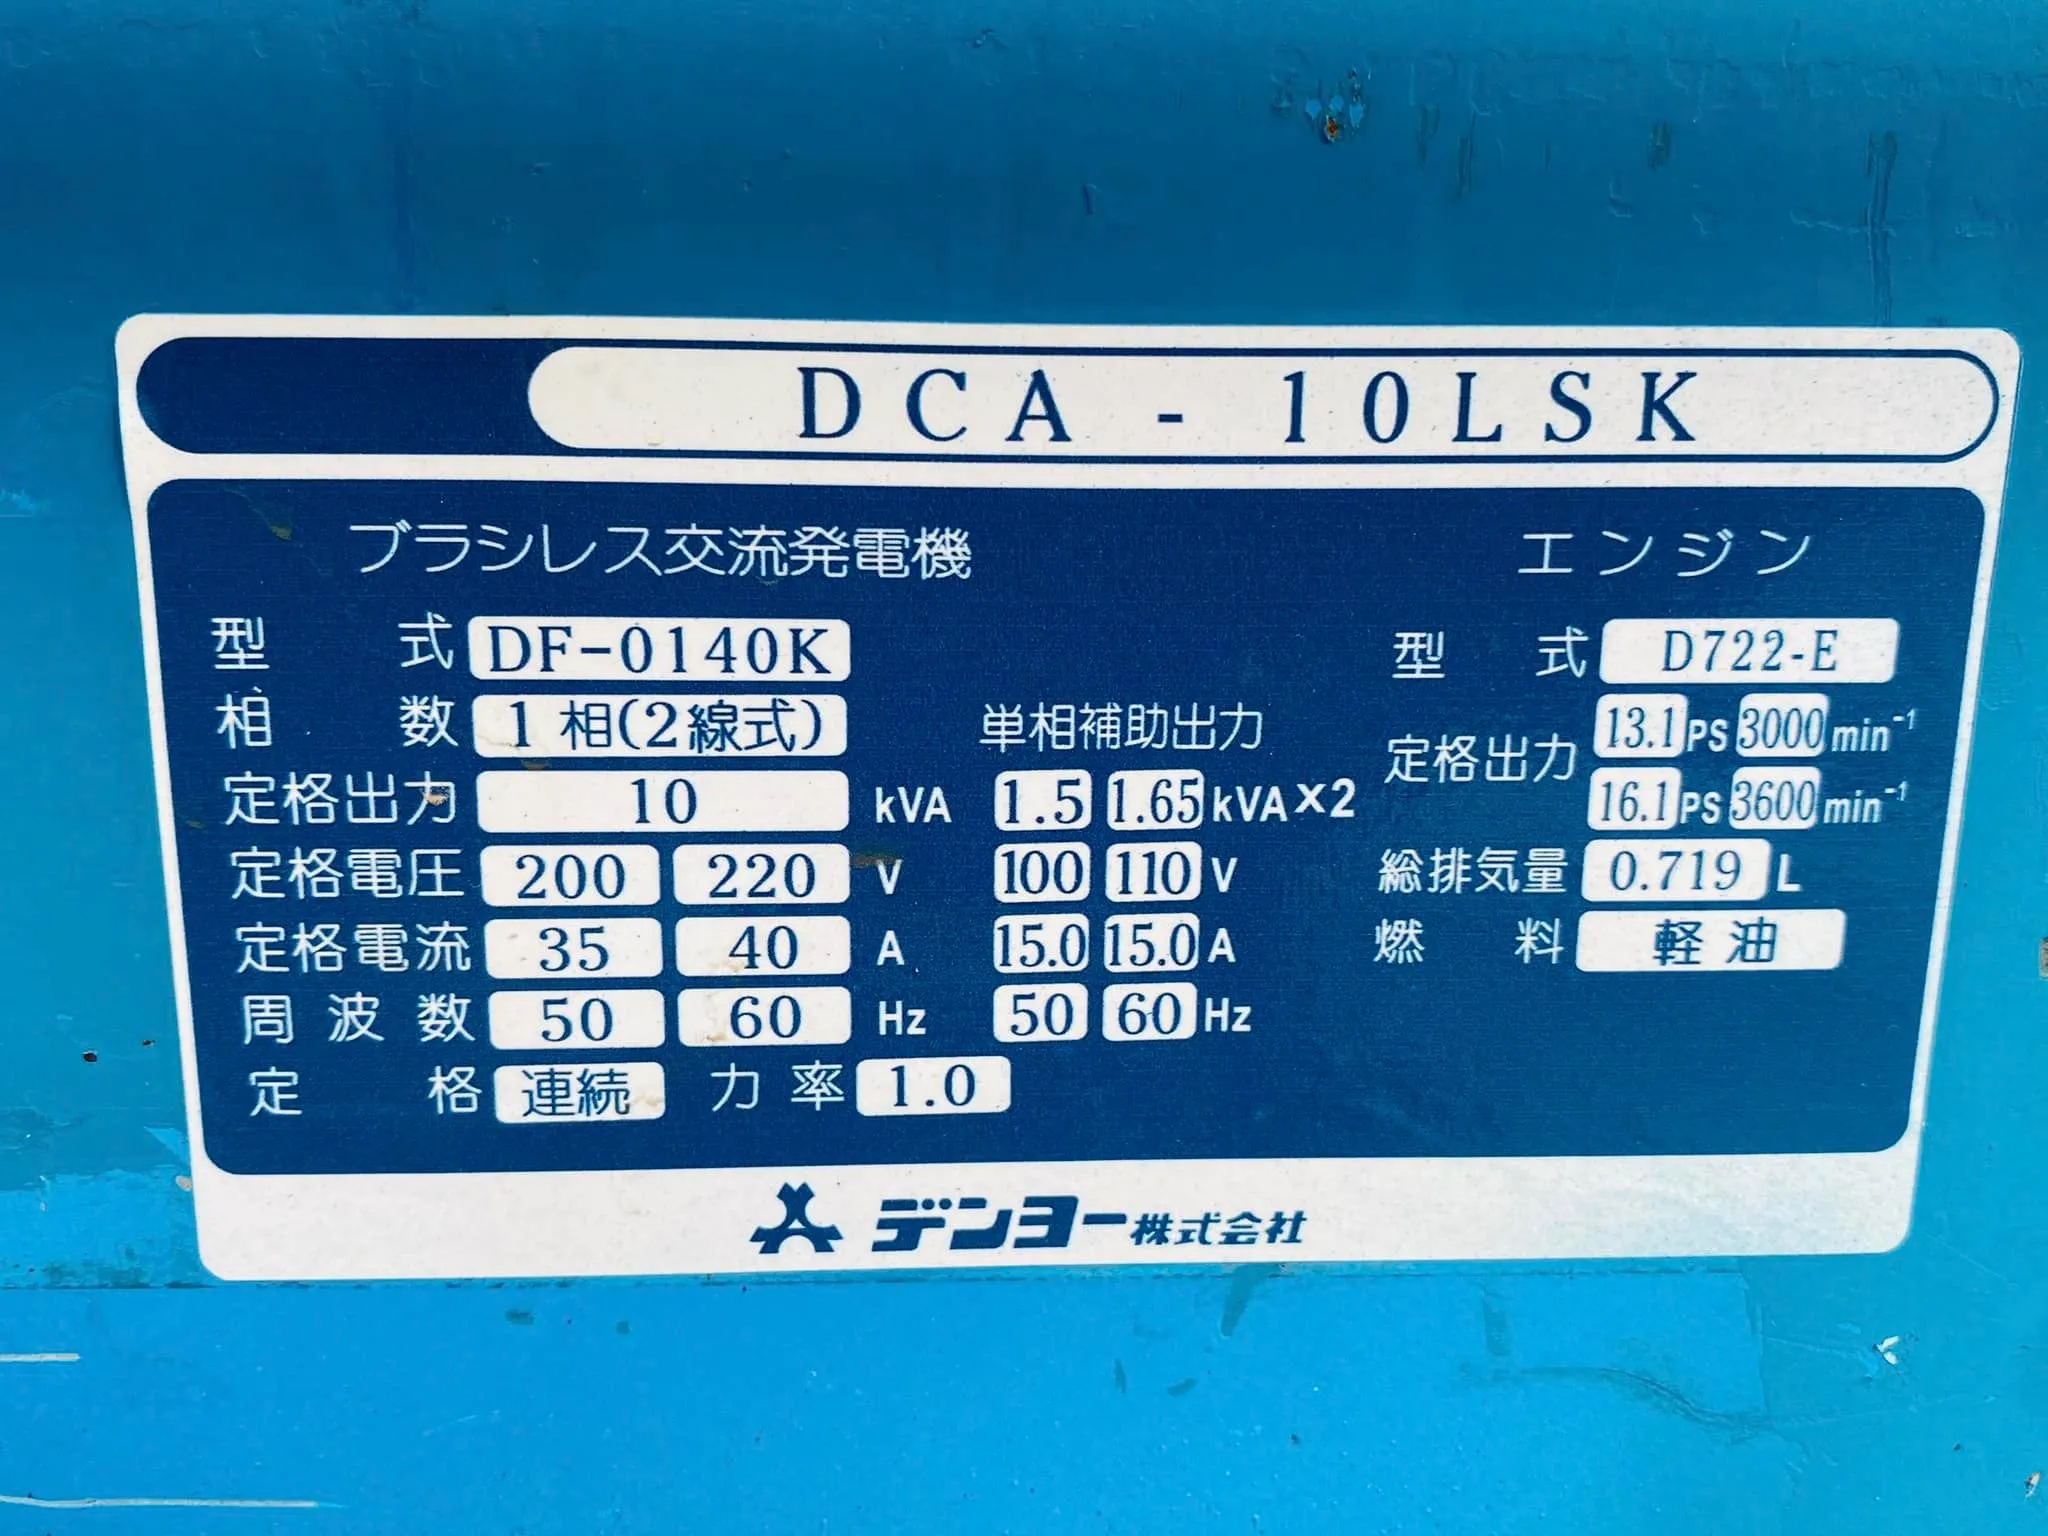 DCA-10LSK
ブラシレス交流発電機 エンジン
型式 DF-0140K 型式 D722-E
相数 1相(2線式) 単相補助出力 定格出力 13.1 PS 3000 min⁻¹
定格出力 10 kVA 1.5 1.65 kVA×2 16.1 PS 3600 min⁻¹
定格電圧 200 220 V 100 110 V 総排気量 0.719 L
定格電流 35 40 A 15.0 15.0 A 燃料 軽油
周波数 50 60 Hz 50 60 Hz
定格 連続 力率 1.0
デンヨー株式会社